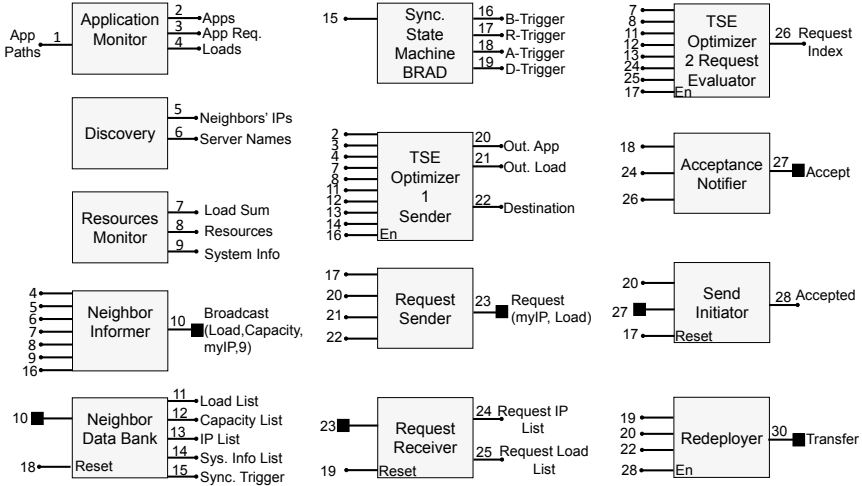 App Paths
1
Application Monitor
2
Apps
3
App Req.
4
Loads
15
Sync. State Machine BRAD
16
B-Trigger
17
R-Trigger
18
A-Trigger
19
D-Trigger
7
8
11
12
13
24
25
17
En
TSE Optimizer 2 Request Evaluator
26
Request Index
Discovery
5
Neighbors' IPs
6
Server Names
2
3
4
7
8
11
12
13
14
16
En
TSE Optimizer 1 Sender
20
Out. App
21
Out. Load
22
Destination
18
24
26
Acceptance Notifier
27
Accept
Resources Monitor
7
Load Sum
8
Resources
9
System Info
4
5
6
7
8
9
16
Neighbor Informer
10
Broadcast (Load,Capacity, myIP,9)
17
20
21
22
Request Sender
23
Request (myIP, Load)
20
27
17
Reset
Send Initiator
28
Accepted
10
18
Reset
Neighbor Data Bank
11
Load List
12
Capacity List
13
IP List
14
Sys. Info List
15
Sync. Trigger
23
19
Reset
Request Receiver
24
Request IP List
25
Request Load List
19
20
22
28
En
Redeployer
30
Transfer